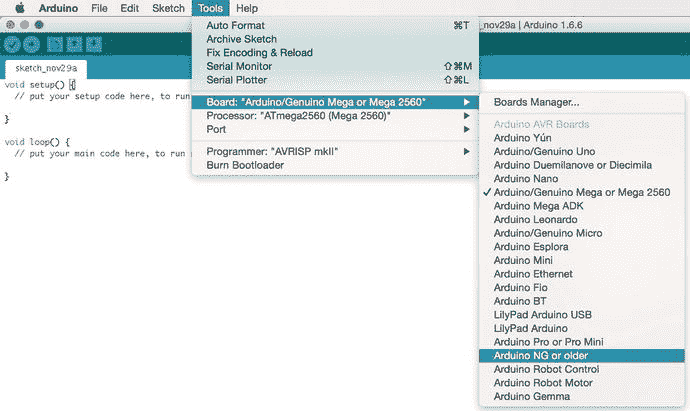 Arduino File Edit Sketch Tools Help
_nov29a | Arduino 1.6.6
sketch_nov29a
void setup() {
// put your setup code here, to run
}
void loop() {
// put your main code here, to run
}
Auto Format ⌘T
Archive Sketch
Fix Encoding & Reload
Serial Monitor ⇧⌘M
Serial Plotter ⇧⌘L
Board: "Arduino/Genuino Mega or Mega 2560"
Processor: "ATmega2560 (Mega 2560)"
Port
Programmer: "AVRISP mkII"
Burn Bootloader
Boards Manager...
Arduino AVR Boards
Arduino Yún
Arduino/Genuino Uno
Arduino Duemilanove or Diecimila
Arduino Nano
✓ Arduino/Genuino Mega or Mega 2560
Arduino Mega ADK
Arduino Leonardo
Arduino/Genuino Micro
Arduino Esplora
Arduino Mini
Arduino Ethernet
Arduino Fio
Arduino BT
LilyPad Arduino USB
LilyPad Arduino
Arduino Pro or Pro Mini
Arduino NG or older
Arduino Robot Control
Arduino Robot Motor
Arduino Gemma